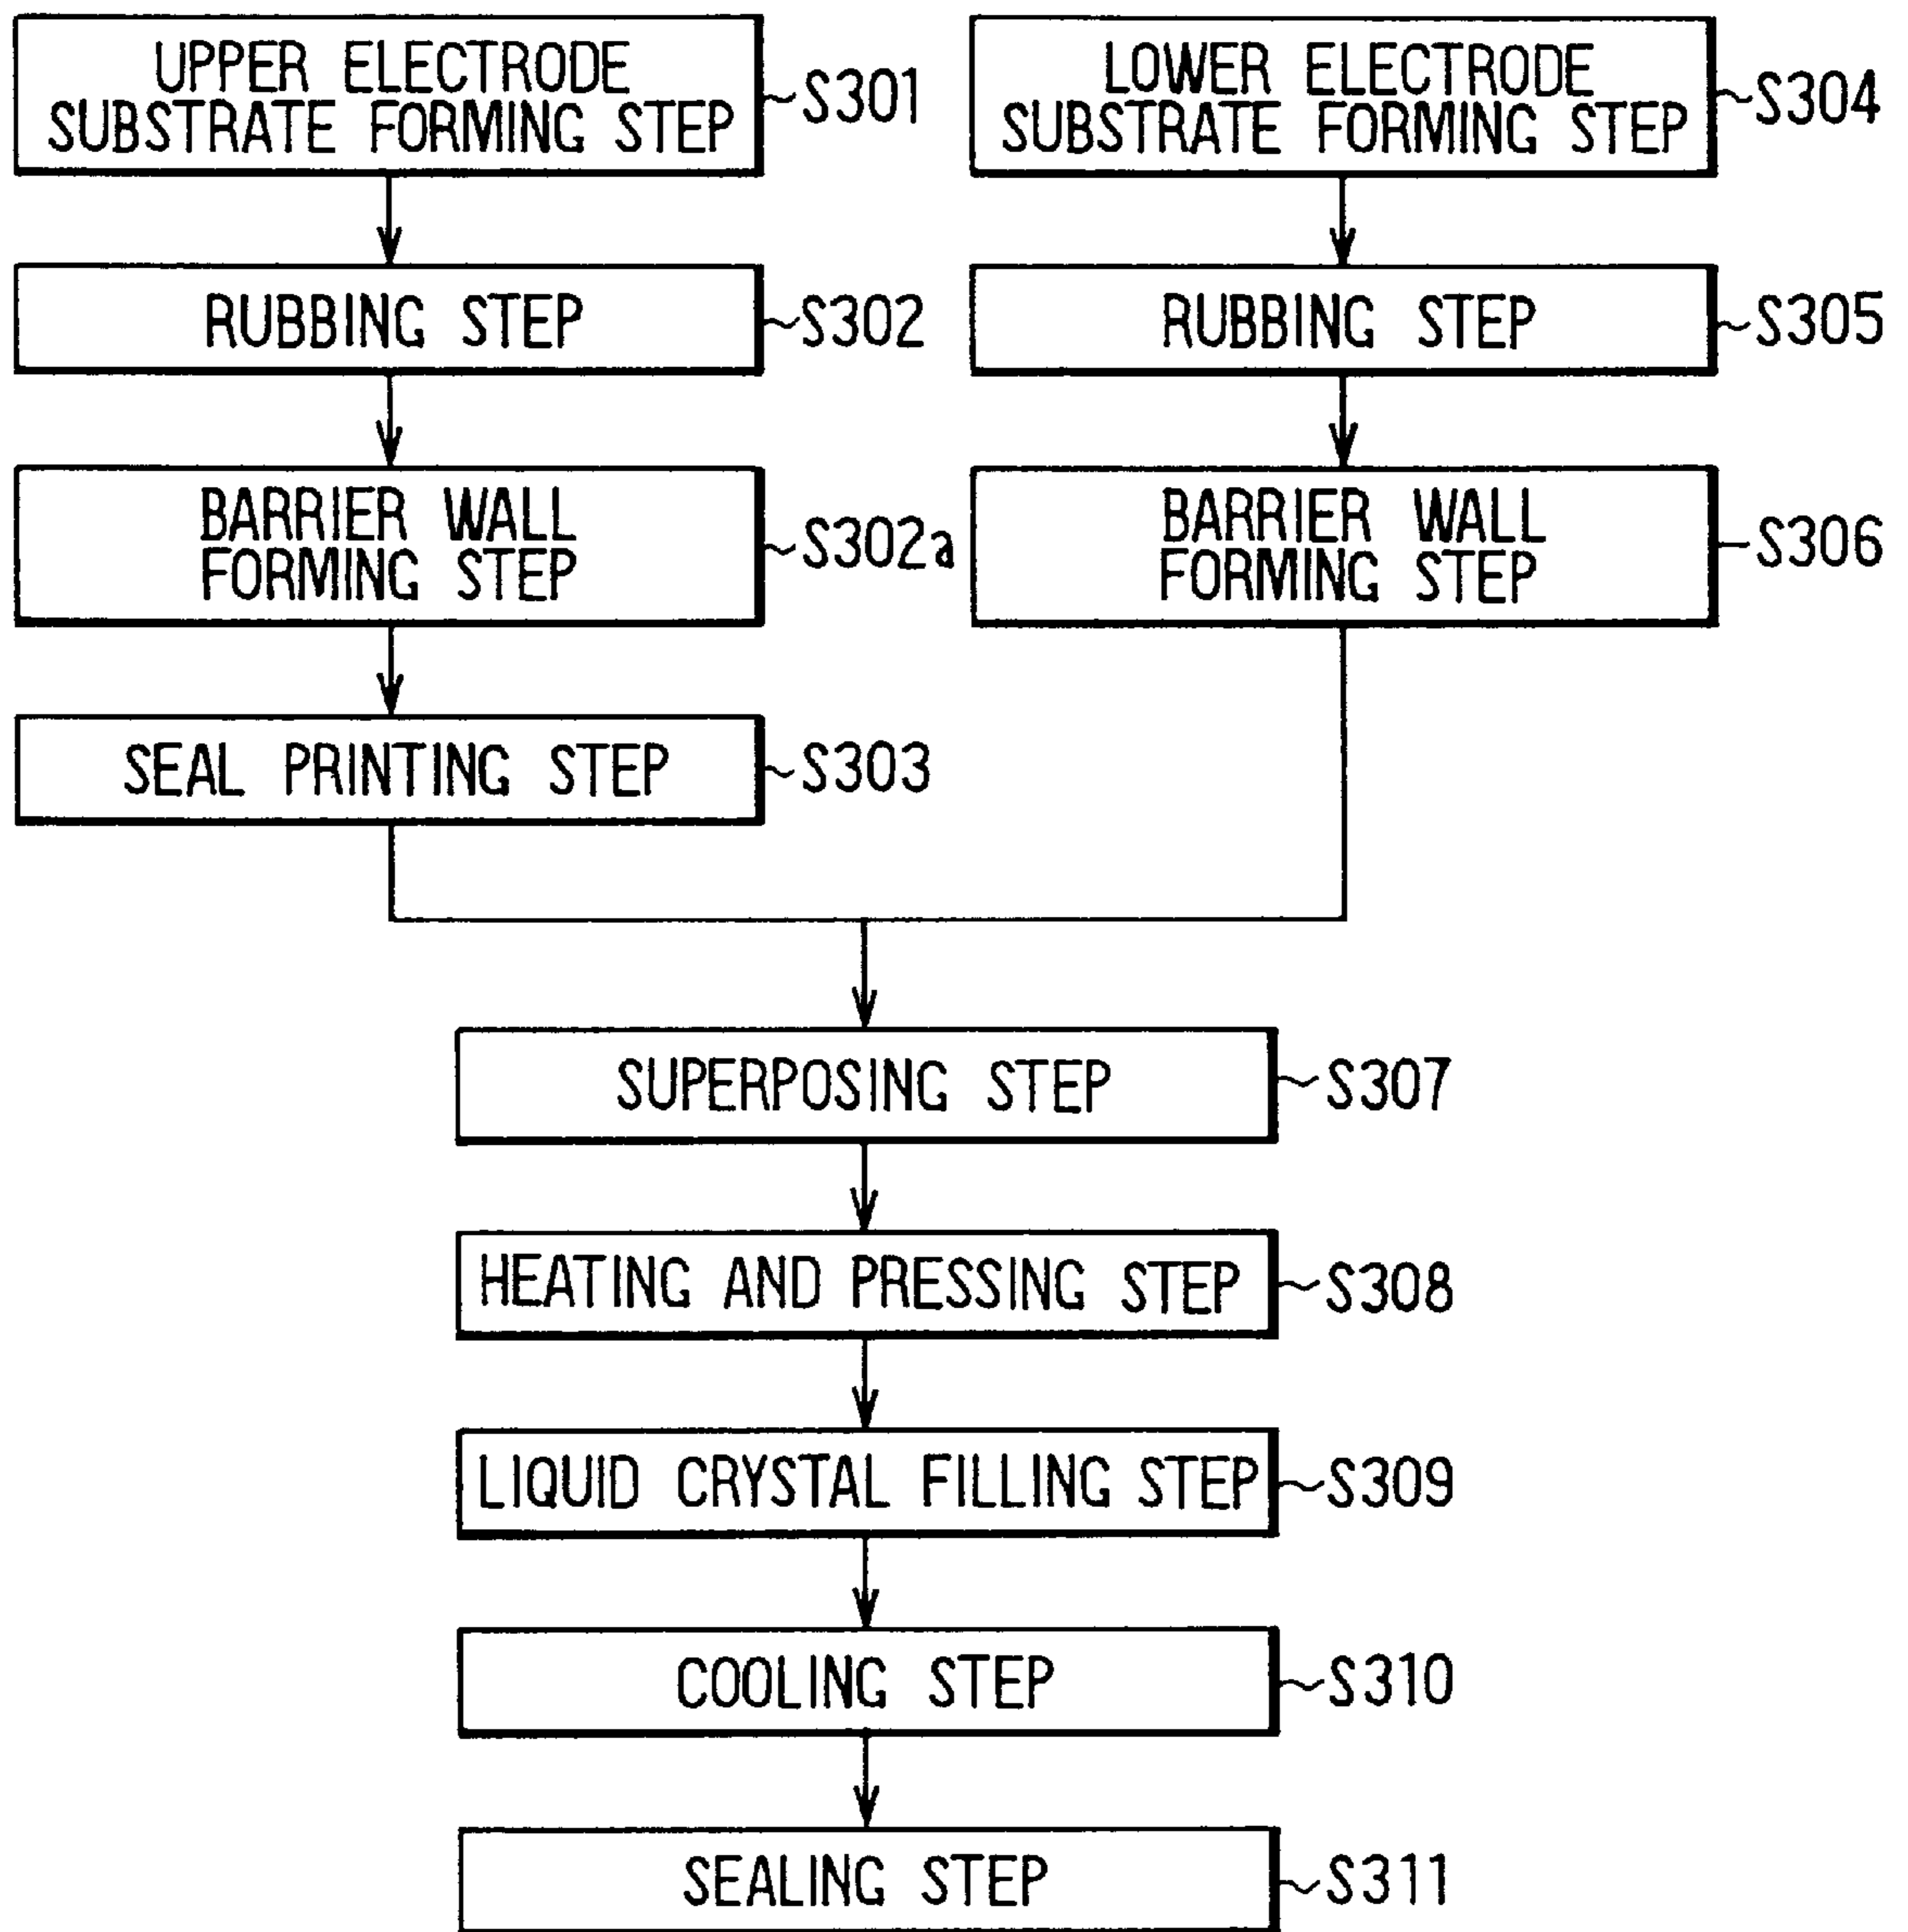 UPPER ELECTRODE
SUBSTRATE FORMING STEP
S301
RUBBING STEP
S302
BARRIER WALL
FORMING STEP
S302a
SEAL PRINTING STEP
S303
LOWER ELECTRODE
SUBSTRATE FORMING STEP
S304
RUBBING STEP
S305
BARRIER WALL
FORMING STEP
S306
SUPERPOSING STEP
S307
HEATING AND PRESSING STEP
S308
LIQUID CRYSTAL FILLING STEP
S309
COOLING STEP
S310
SEALING STEP
S311